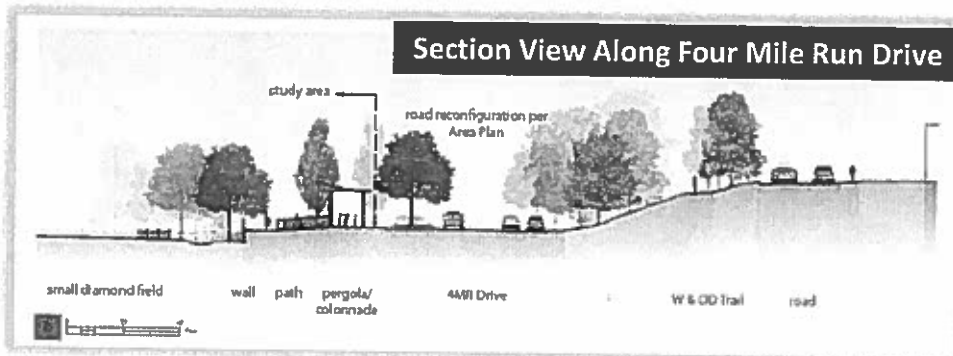 Section View Along Four Mile Run Drive
study area
road reconfiguration per
Area Plan
small diamond field
wall
path
pergola/
colonnade
4MR Drive
W & OD Trail
road